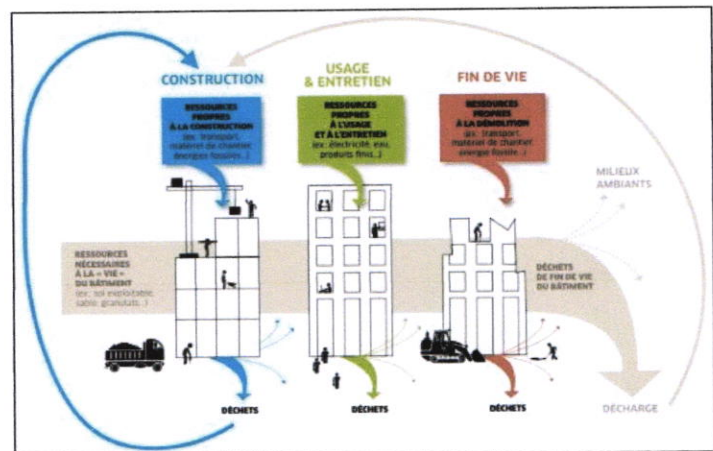 CONSTRUCTION
USAGE
& ENTRETIEN
FIN DE VIE
RESSOURCES
PROPRES
À LA CONSTRUCTION
(ex: transport,
matériel de chantier,
énergies fossiles...)
RESSOURCES
PROPRES
À L'USAGE
ET À L'ENTRETIEN
(ex: électricité, eau,
produits finis...)
RESSOURCES
PROPRES
À LA DÉMOLITION
(ex: transport,
matériel de chantier,
énergie fossile...)
MILIEUX
AMBIANTS
RESSOURCES
NÉCESSAIRES
À LA « VIE »
DU BÂTIMENT
(ex: sol exploitable,
sable, granulats...)
DÉCHETS
DE FIN DE VIE
DU BÂTIMENT
DÉCHETS
DÉCHETS
DÉCHETS
DÉCHARGE